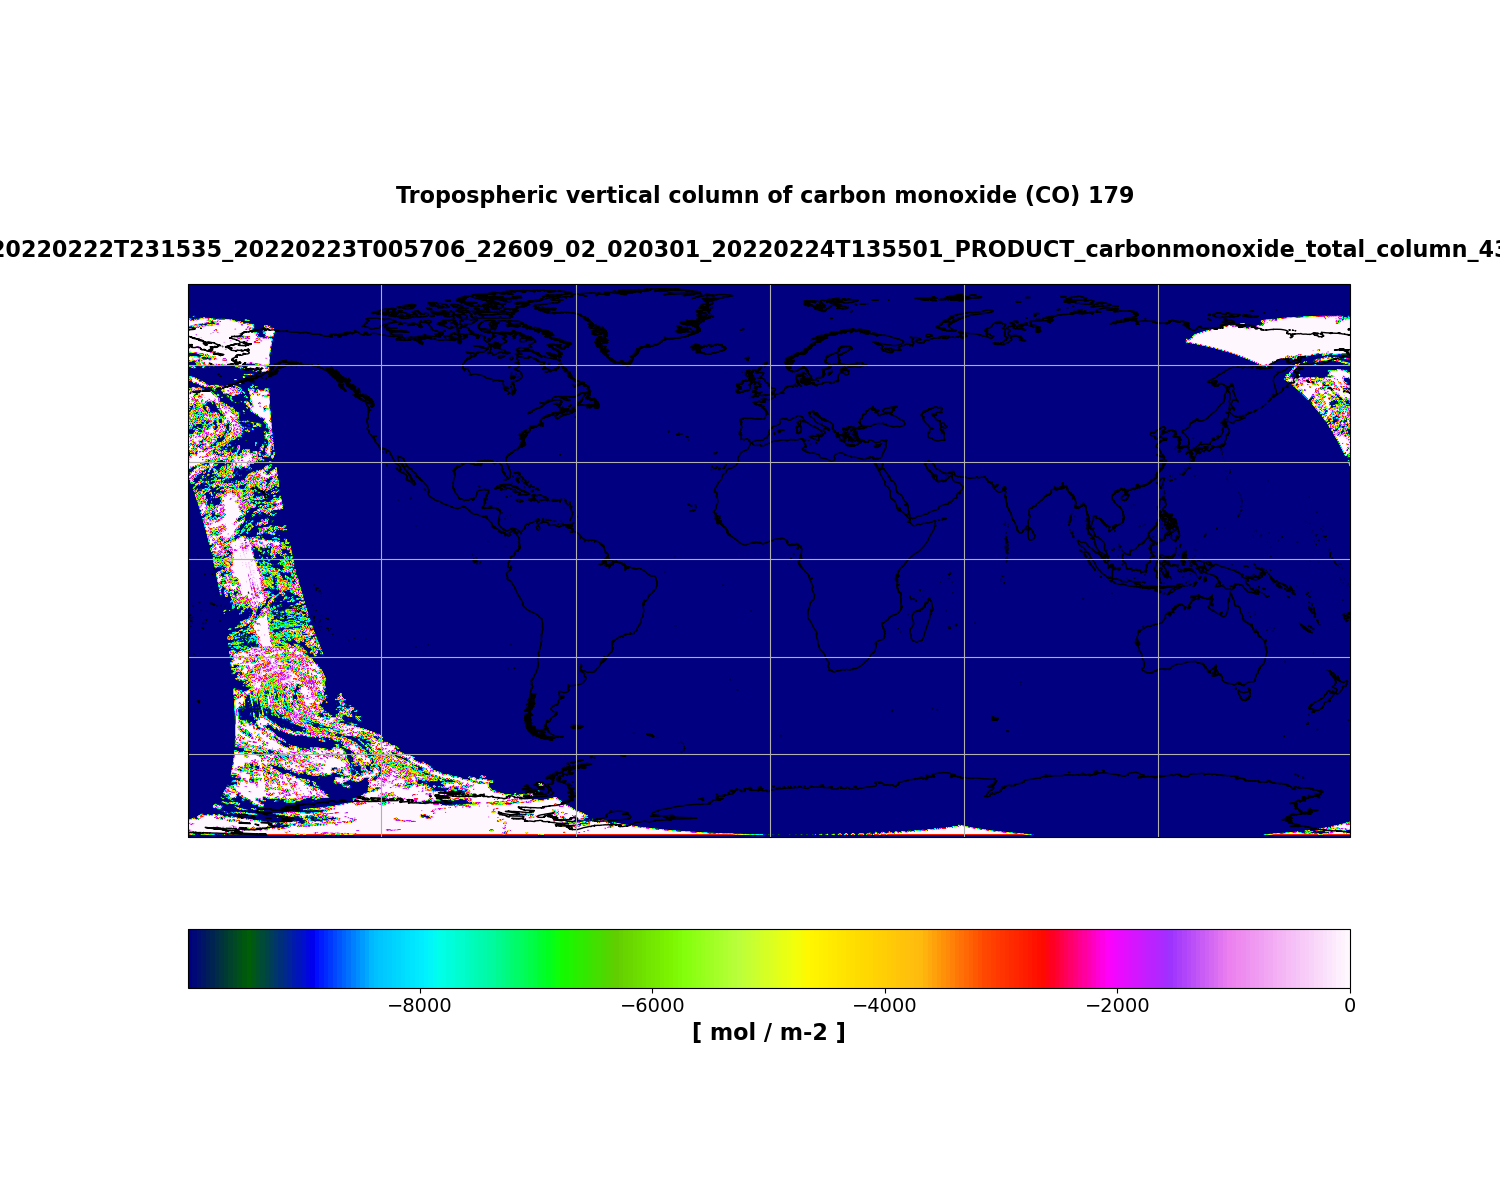 Tropospheric vertical column of carbon monoxide (CO) 179
20220222T231535_20220223T005706_22609_02_020301_20220224T135501_PRODUCT_carbonmonoxide_total_column_43
−8000 −6000 −4000 −2000 0
[ mol / m-2 ]